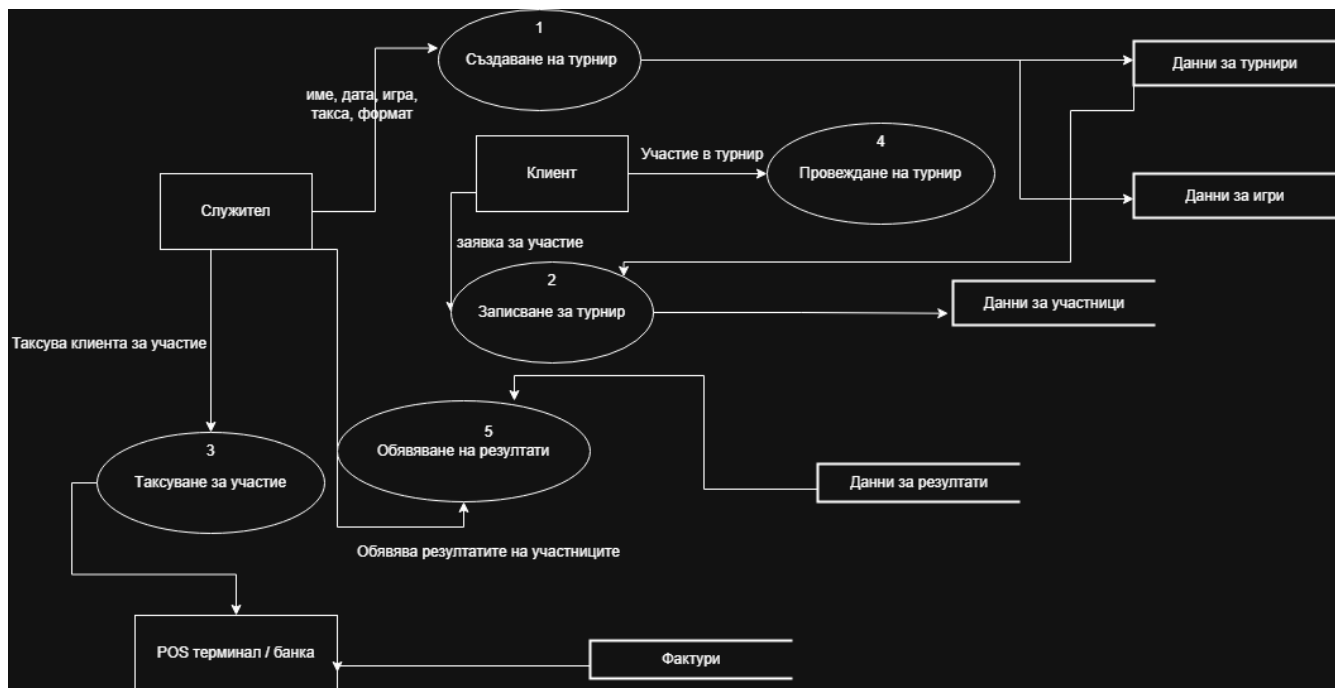 1
Създаване на турнир
Данни за турнири
име, дата, игра,
такса, формат
Клиент
Участие в турнир
4
Провеждане на турнир
Данни за игри
Служител
заявка за участие
2
Записване за турнир
Данни за участници
Таксува клиента за участие
5
Обявяване на резултати
3
Таксуване за участие
Данни за резултати
Обявява резултатите на участниците
POS терминал / банка
Фактури